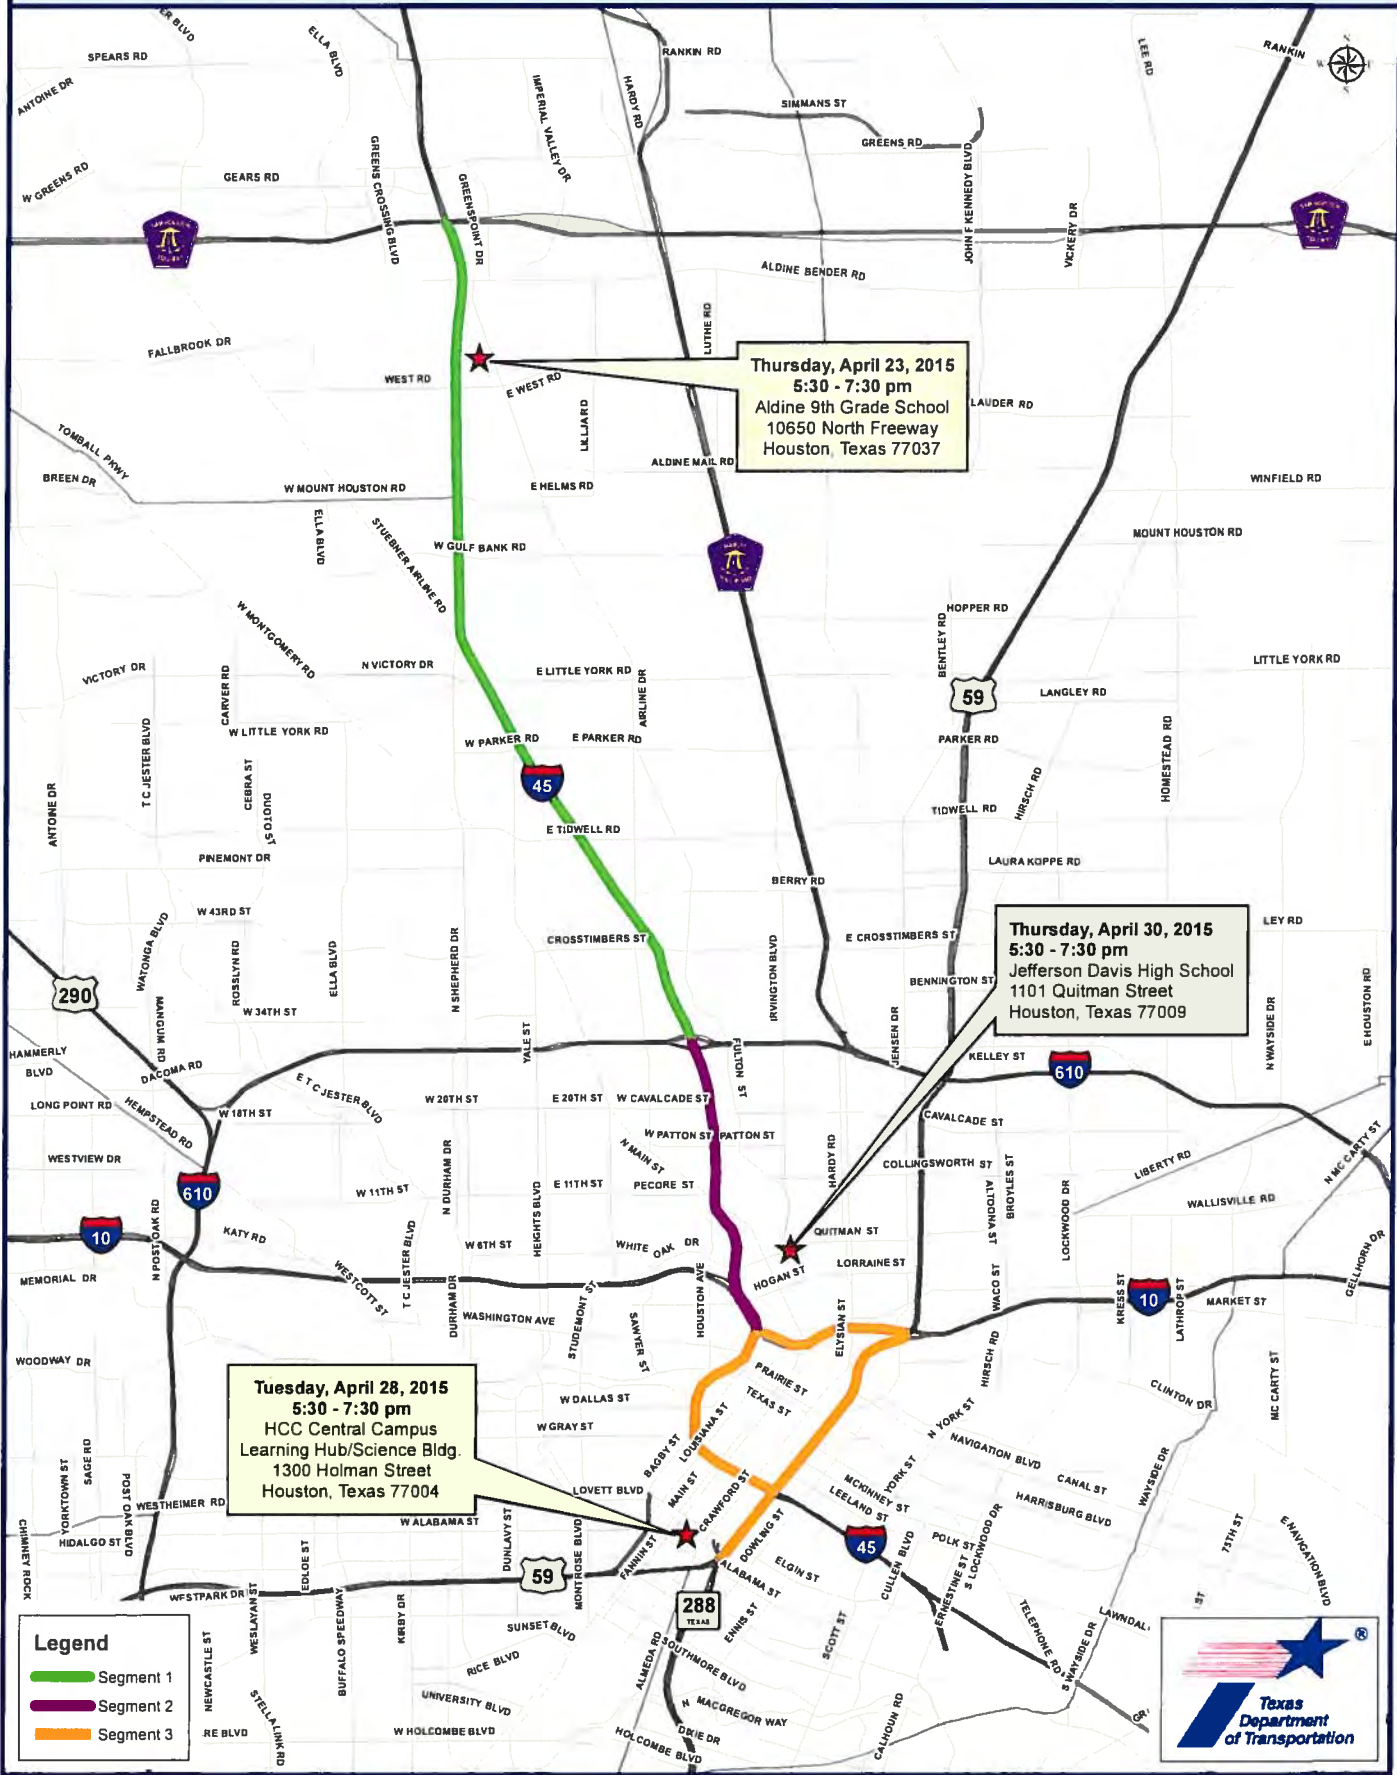 SPEARS RD
ELLA BLVD
RANKIN RD
LEE RD
RANKIN
ANTOINE DR
IMPERIAL VALLEY DR
HARDY RD
SIMMANS ST
GREENS RD
W GREENS RD
GEARS RD
GREENS CROSSING BLVD
GREENSPOINT DR
JOHN F KENNEDY BLVD
VICKERY DR
ALDINE BENDER RD
LUTHE RD
FALLBROOK DR
WEST RD
E WEST RD
Thursday, April 23, 2015
5:30 - 7:30 pm
Aldine 9th Grade School
10650 North Freeway
Houston, Texas 77037
LAUDER RD
LILLJARD
TOMBALL PKWY
BREEN DR
W MOUNT HOUSTON RD
E HELMS RD
ALDINE MAIL RD
WINFIELD RD
ELLA BLVD
STUEBNER AIRLINE RD
W GULF BANK RD
MOUNT HOUSTON RD
W MONTGOMERY RD
HOPPER RD
BENTLEY RD
VICTORY DR
N VICTORY DR
E LITTLE YORK RD
LITTLE YORK RD
CARVER RD
AIRLINE DR
59
LANGLEY RD
T C JESTER BLVD
W LITTLE YORK RD
W PARKER RD
E PARKER RD
PARKER RD
HOMESTEAD RD
ANTOINE DR
CEBRA ST
DUOTO ST
45
TIDWELL RD
HIRSCH RD
E TIDWELL RD
PINEMONT DR
LAURA KOPPE RD
BERRY RD
W 43RD ST
WATONGA BLVD
ROSSLYN RD
ELLA BLVD
N SHEPHERD DR
CROSSTIMBERS ST
IRVINGTON BLVD
E CROSSTIMBERS ST
LEY RD
Thursday, April 30, 2015
5:30 - 7:30 pm
Jefferson Davis High School
1101 Quitman Street
Houston, Texas 77009
290
BENNINGTON ST
W 34TH ST
MANGUM RD
YALE ST
FULTON ST
JENSEN DR
N WAYSIDE DR
E HOUSTON RD
HAMMERLY
BLVD
DACOMA RD
KELLEY ST
610
LONG POINT RD
HEMPSTEAD RD
W 18TH ST
E T C JESTER BLVD
W 20TH ST
E 20TH ST
W CAVALCADE ST
CAVALCADE ST
W PATTON ST
PATTON ST
WESTVIEW DR
N DURHAM DR
N MAIN ST
HARDY RD
COLLINGSWORTH ST
LIBERTY RD
N MC CARTY ST
610
W 11TH ST
E 11TH ST
PECORE ST
ALTOONA ST
BROYLES ST
LOCKWOOD DR
WALLISVILLE RD
10
N POST OAK RD
KATY RD
T C JESTER BLVD
W 6TH ST
HEIGHTS BLVD
WHITE OAK DR
QUITMAN ST
LORRAINE ST
HOGAN ST
GELLHORN DR
MEMORIAL DR
WESTCOTT ST
DURHAM DR
WASHINGTON AVE
STUDEMONT ST
SAWYER ST
HOUSTON AVE
ELYSIAN ST
WACO ST
KRESS ST
10
LATHROP ST
MARKET ST
WOODWAY DR
PRAIRIE ST
TEXAS ST
HIRSCH RD
CLINTON DR
MC CARTY ST
Tuesday, April 28, 2015
5:30 - 7:30 pm
HCC Central Campus
Learning Hub/Science Bldg.
1300 Holman Street
Houston, Texas 77004
W DALLAS ST
W GRAY ST
LOUISIANA ST
BAGBY ST
N YORK ST
NAVIGATION BLVD
CANAL ST
HARRISBURG BLVD
WAYSIDE DR
YORKTOWN ST
SAGE RD
POST OAK BLVD
WESTHEIMER RD
LOVETT BLVD
MAIN ST
CRAWFORD ST
MCKINNEY ST
LEELAND ST
YORK ST
CHIMNEY ROCK
HIDALGO ST
W ALABAMA ST
DUNLAVY ST
MONTROSE BLVD
FANNIN ST
DOWLING ST
45
POLK ST
CULLEN BLVD
S LOCKWOOD DR
75TH ST
E NAVIGATION BLVD
EDLOE ST
59
ALABAMA ST
ELGIN ST
ERNESTINE ST
WESTPARK DR
WESLAYAN ST
BUFFALO SPEEDWAY
KIRBY DR
288
TEXAS
ENNIS ST
SCOTT ST
TELEPHONE RD
LAWNDAL
ST
Legend
Segment 1
Segment 2
Segment 3
NEWCASTLE ST
SUNSET BLVD
RICE BLVD
ALMEDA RD
SOUTHMORE BLVD
S WAYSIDE DR
STELLA LINK RD
UNIVERSITY BLVD
N MACGREGOR WAY
CALHOUN RD
RE BLVD
W HOLCOMBE BLVD
HOLCOMBE BLVD
DIXIE DR
GRI
®
Texas
Department
of Transportation